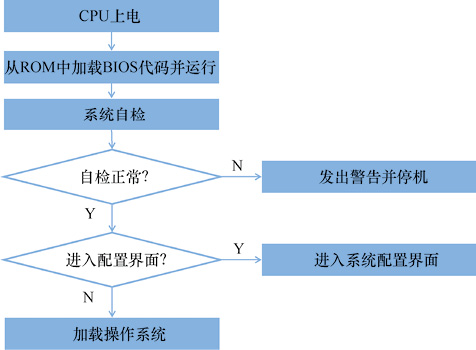 CPU上电
从ROM中加载BIOS代码并运行
系统自检
自检正常?
N
发出警告并停机
Y
进入配置界面?
Y
进入系统配置界面
N
加载操作系统